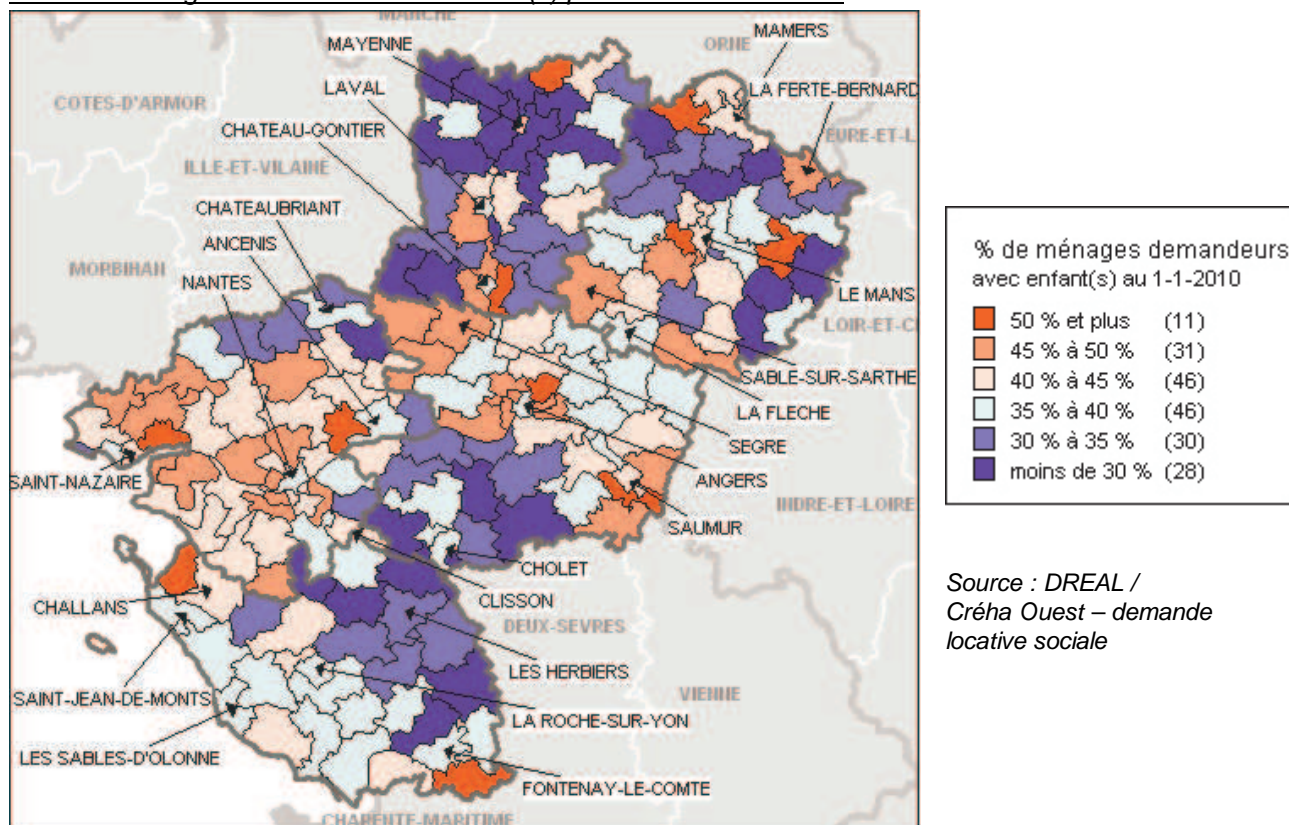 MARCHE
MAYENNE
ORNE
MAMERS
COTES-D'ARMOR
LAVAL
LA FERTE-BERNARD
CHATEAU-GONTIER
EURE-ET-L
ILLE-ET-VILAINE
CHATEAUBRIANT
ANCENIS
MORBIHAN
NANTES
LE MANS
LOIR-ET-C
SABLE-SUR-SARTHE
LA FLECHE
SEGRE
SAINT-NAZAIRE
ANGERS
INDRE-ET-LOIRE
SAUMUR
CHOLET
CHALLANS
CLISSON
DEUX-SEVRES
LES HERBIERS
SAINT-JEAN-DE-MONTS
VIENNE
LA ROCHE-SUR-YON
LES SABLES-D'OLONNE
FONTENAY-LE-COMTE
CHARENTE-MARITIME
% de ménages demandeurs
avec enfant(s) au 1-1-2010
50 % et plus (11)
45 % à 50 % (31)
40 % à 45 % (46)
35 % à 40 % (46)
30 % à 35 % (30)
moins de 30 % (28)
Source : DREAL /
Créha Ouest – demande
locative sociale